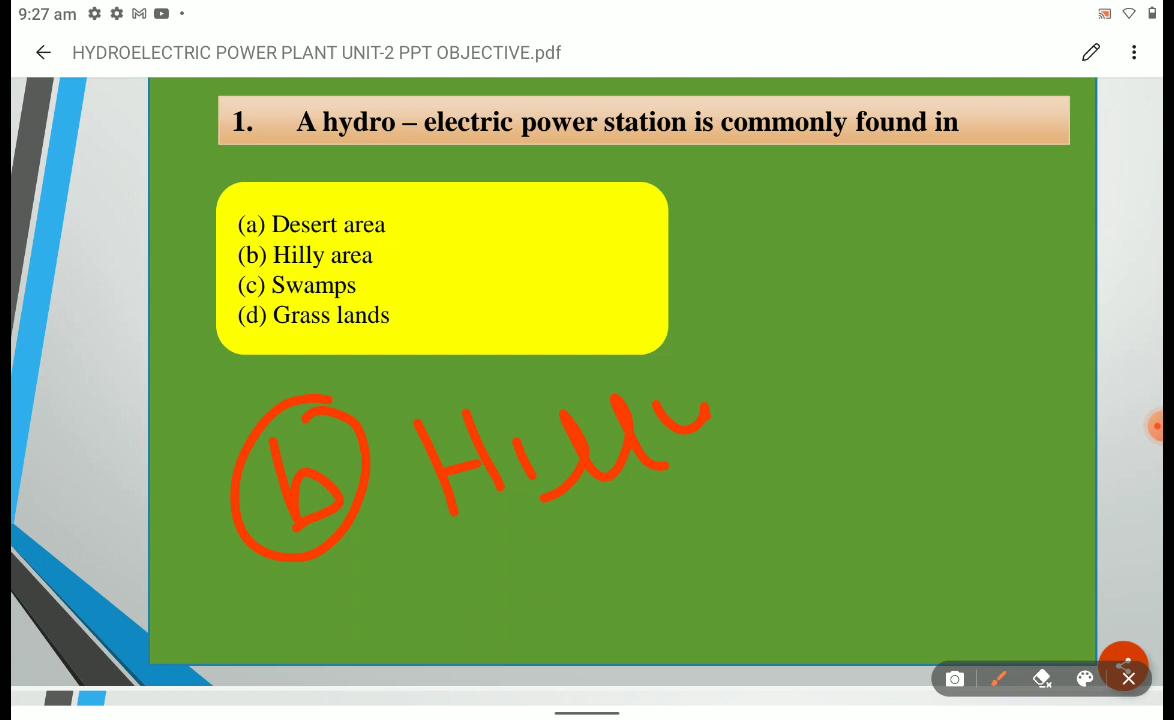 9:27 am
HYDROELECTRIC POWER PLANT UNIT-2 PPT OBJECTIVE.pdf
1. A hydro – electric power station is commonly found in
(a) Desert area
(b) Hilly area
(c) Swamps
(d) Grass lands
b